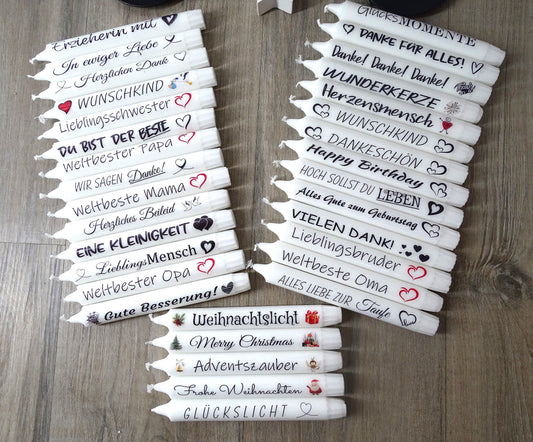 Erzieherin mit
In ewiger Liebe
Herzlichen Dank
WUNSCHKIND
Lieblingsschwester
DU BIST DER BESTE
Weltbester Papa
WIR SAGEN Danke!
Weltbeste Mama
Herzliches Beileid
EINE KLEINIGKEIT
LieblingsMensch
Weltbester Opa
Gute Besserung!
GlücksMOMENTE
DANKE FÜR ALLES!
Danke! Danke! Danke!
WUNDERKERZE
Herzensmensch
WUNSCHKIND
DANKESCHÖN
Happy Birthday
HOCH SOLLST DU LEBEN
Alles Gute zum Geburtstag
VIELEN DANK!
Lieblingsbruder
Weltbeste Oma
ALLES LIEBE ZUR Taufe
Weihnachtslicht
Merry Christmas
Adventszauber
Frohe Weihnachten
GLÜCKSLICHT